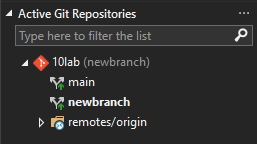 Active Git Repositories
Type here to filter the list
10lab (newbranch)
main
newbranch
remotes/origin